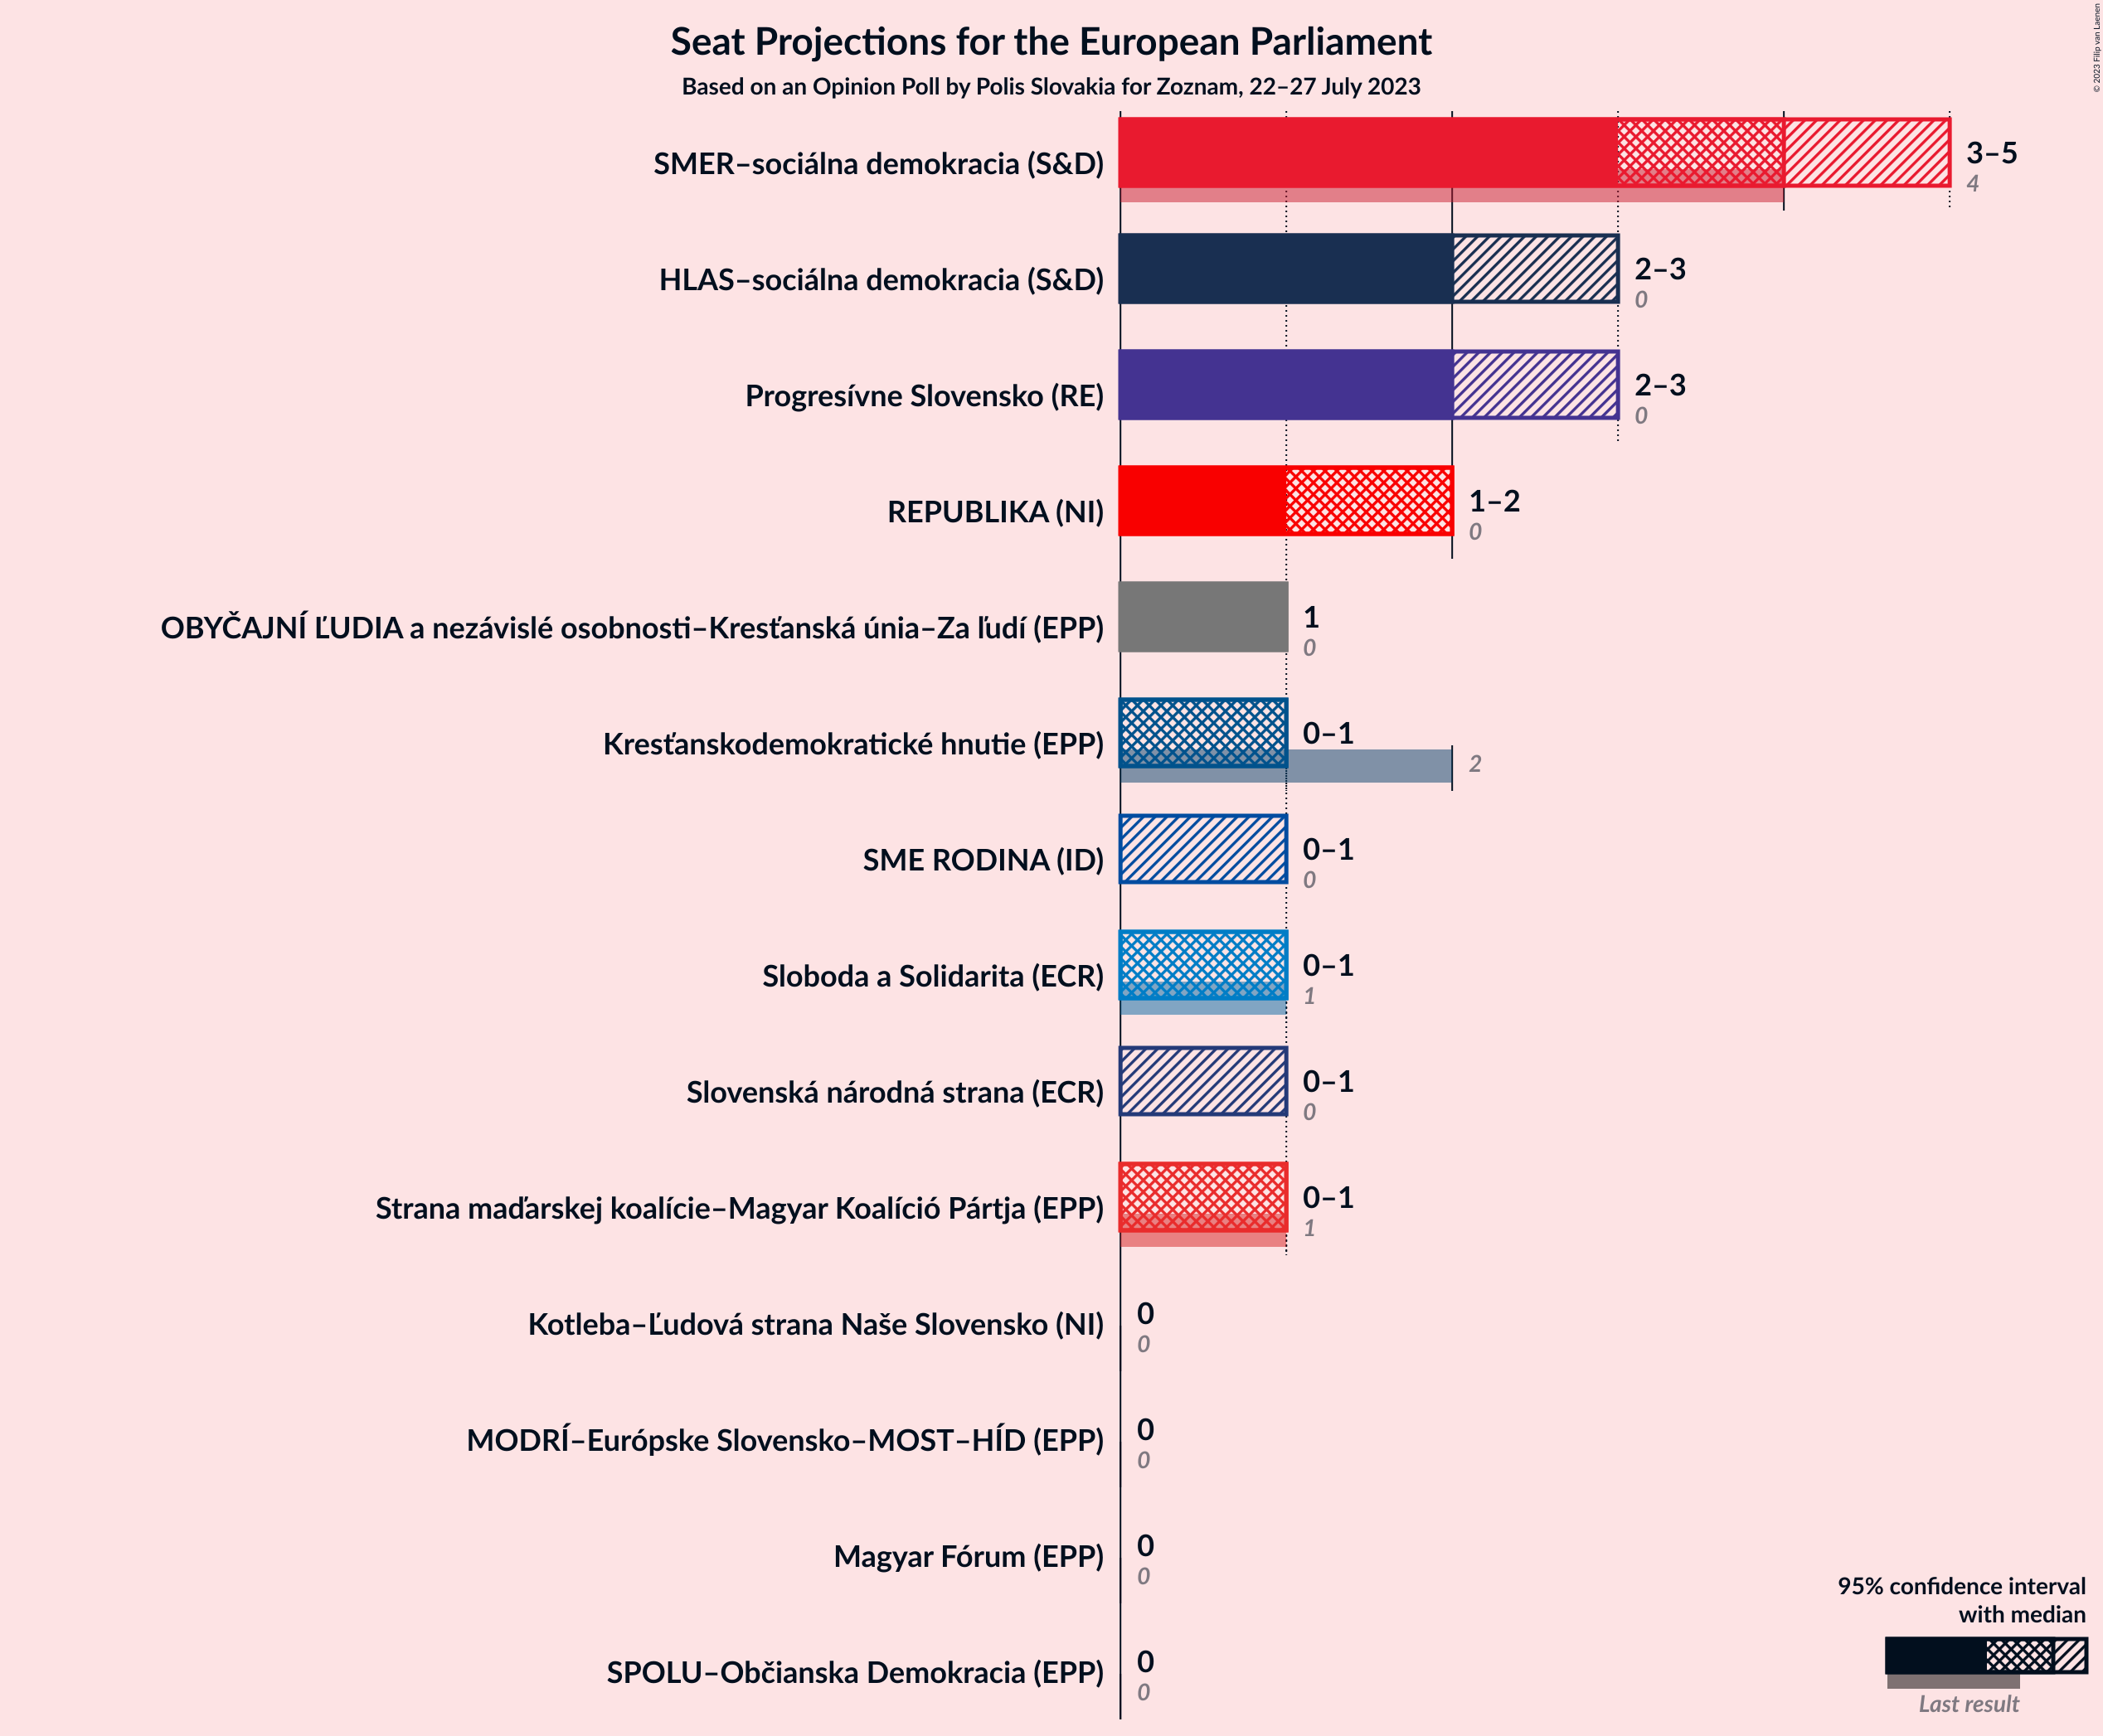 Seat Projections for the European Parliament
Based on an Opinion Poll by Polis Slovakia for Zoznam, 22–27 July 2023
© 2023 Filip van Laenen
SMER–sociálna demokracia (S&D)
3–5
4
HLAS–sociálna demokracia (S&D)
2–3
0
Progresívne Slovensko (RE)
2–3
0
REPUBLIKA (NI)
1–2
0
OBYČAJNÍ ĽUDIA a nezávislé osobnosti–Kresťanská únia–Za ľudí (EPP)
1
0
Kresťanskodemokratické hnutie (EPP)
0–1
2
SME RODINA (ID)
0–1
0
Sloboda a Solidarita (ECR)
0–1
1
Slovenská národná strana (ECR)
0–1
0
Strana maďarskej koalície–Magyar Koalíció Pártja (EPP)
0–1
1
Kotleba–Ľudová strana Naše Slovensko (NI)
0
0
MODRÍ–Európske Slovensko–MOST–HÍD (EPP)
0
0
Magyar Fórum (EPP)
0
0
SPOLU–Občianska Demokracia (EPP)
0
0
95% confidence interval
with median
Last result